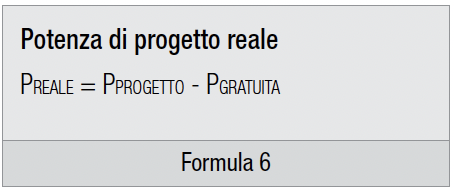 Potenza di progetto reale
PREALE = PPROGETTO - PGRATUITA
Formula 6